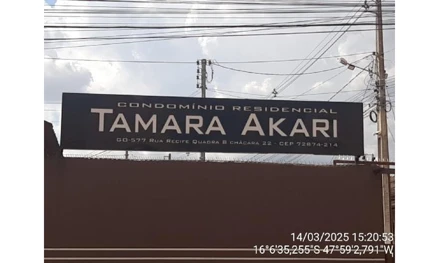 CONDOMÍNIO RESIDENCIAL
TAMARA AKARI
GO-577 RUA RECIFE QUADRA 8 CHÁCARA 22 - CEP 72874-214
14/03/2025 15:20:53
16°6'35,255"S 47°59'2,791"W